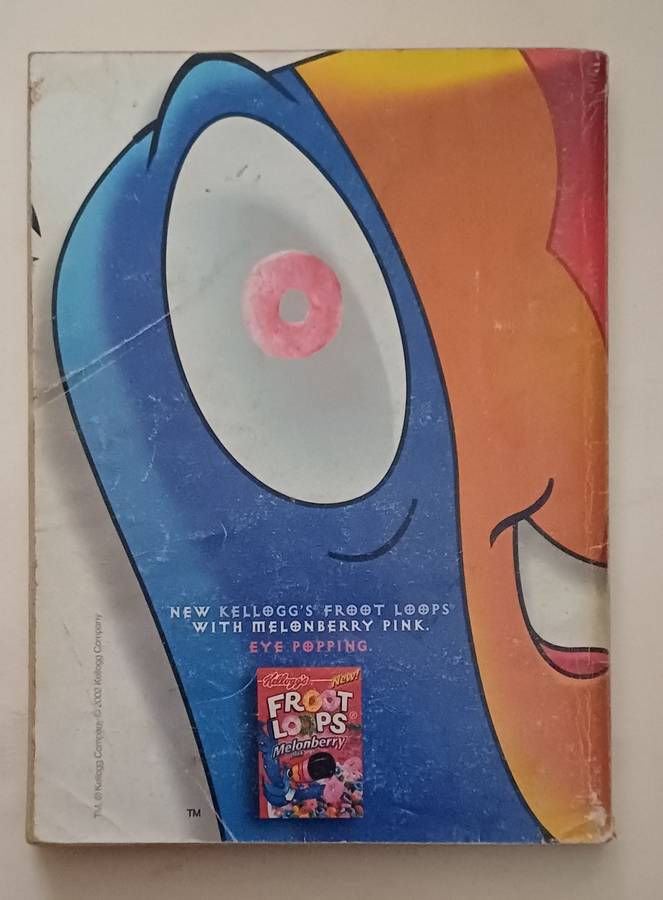 NEW KELLOGG'S FROOT LOOPS
WITH MELONBERRY PINK.
EYE POPPING.
Kellogg's
New!
FROOT
LOOPS®
Melonberry
TM
TM, ® Kellogg Company © 2002 Kellogg Company